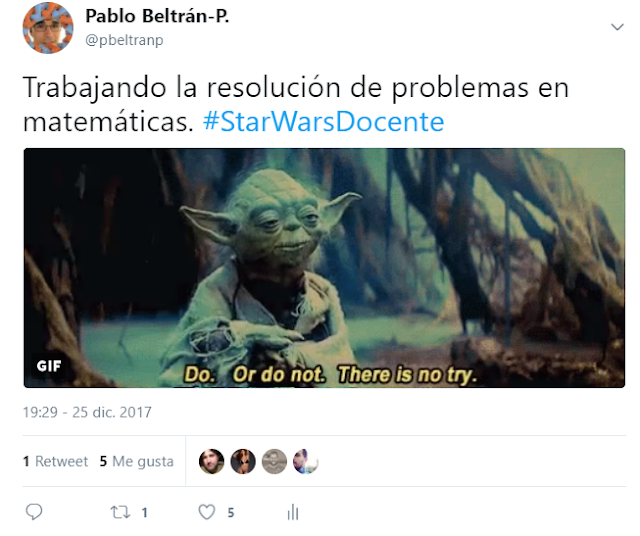 Pablo Beltrán-P.
@pbeltranp
Trabajando la resolución de problemas en
matemáticas. #StarWarsDocente
GIF
Do. Or do not. There is no try.
19:29 - 25 dic. 2017
1 Retweet 5 Me gusta
1 5